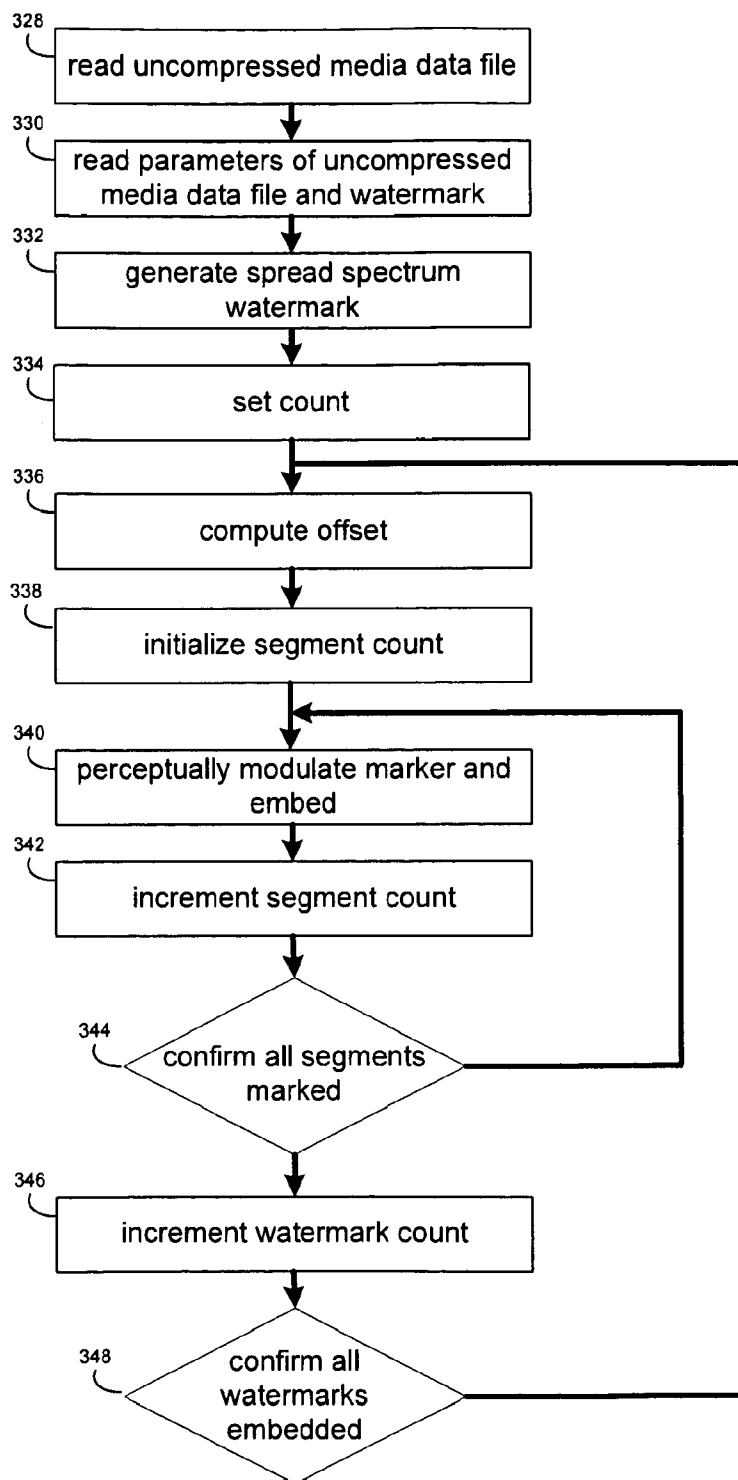 328
read uncompressed media data file
330
read parameters of uncompressed
media data file and watermark
332
generate spread spectrum
watermark
334
set count
336
compute offset
338
initialize segment count
340
perceptually modulate marker and
embed
342
increment segment count
344
confirm all segments
marked
346
increment watermark count
348
confirm all
watermarks
embedded